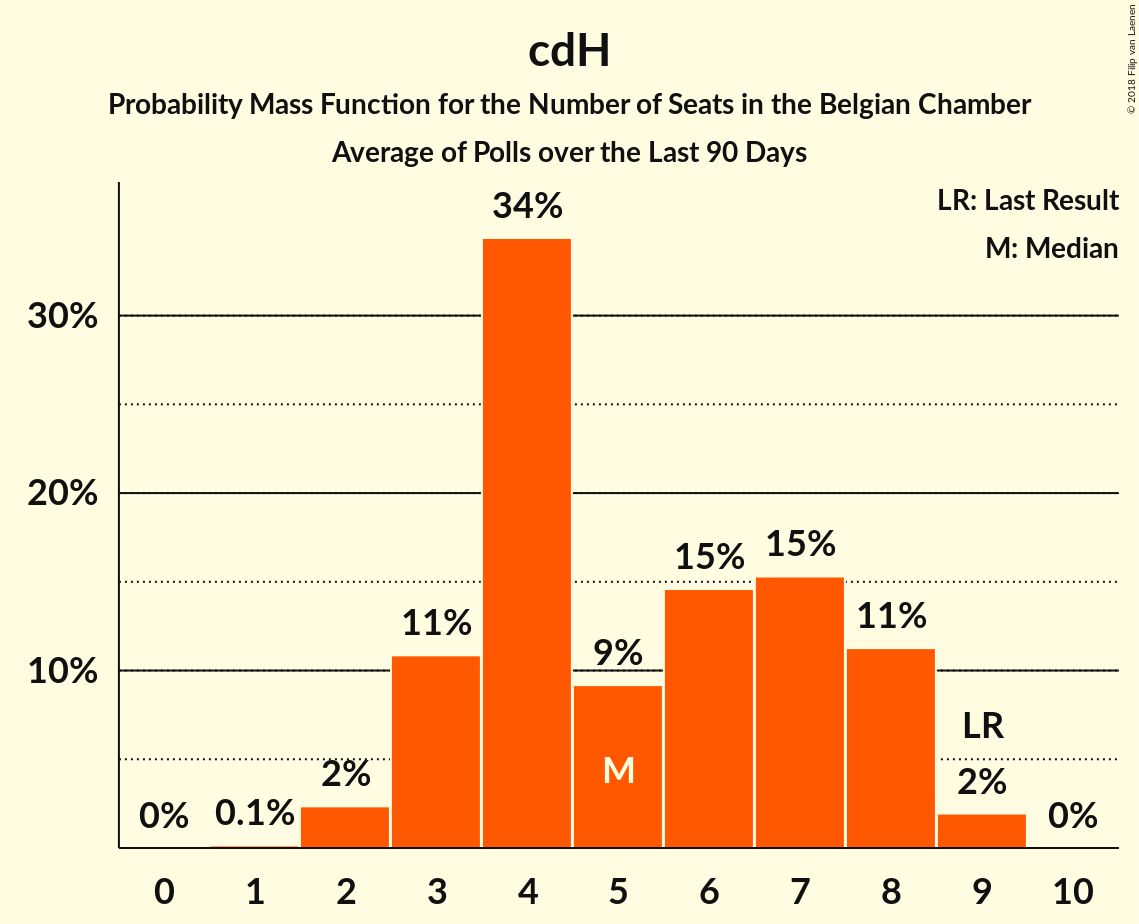 cdH
Probability Mass Function for the Number of Seats in the Belgian Chamber
Average of Polls over the Last 90 Days
© 2018 Filip van Laenen
LR: Last Result
M: Median
34%
30%
20%
15%
15%
11%
11%
9%
10%
LR
M
2%
2%
0%
0.1%
0%
0 1 2 3 4 5 6 7 8 9 10